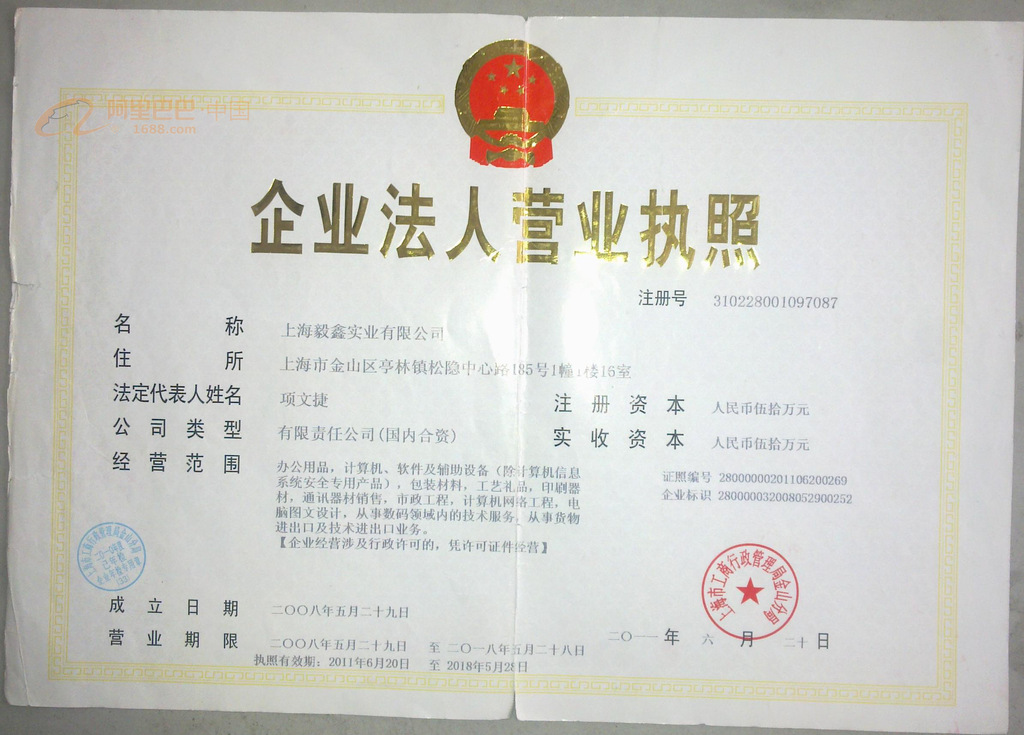 阿里巴巴·中国
1688.com
企业法人营业执照
注册号 310228001097087
名称 上海毅鑫实业有限公司
住所 上海市金山区亭林镇松隐中心路185号1幢1楼16室
法定代表人姓名 项文捷
注册资本 人民币伍拾万元
公司类型 有限责任公司(国内合资)
实收资本 人民币伍拾万元
经营范围 办公用品，计算机、软件及辅助设备（除计算机信息
系统安全专用产品），包装材料，工艺礼品，印刷器
材，通讯器材销售，市政工程，计算机网络工程，电
脑图文设计，从事数码领域内的技术服务，从事货物
进出口及技术进出口业务。
【企业经营涉及行政许可的，凭许可证件经营】
证照编号 28000000201106200269
企业标识 28000003200805290­0252
上海市工商行政管理局金山分局
成立日期 二〇〇八年五月二十九日
营业期限 二〇〇八年五月二十九日 至 二〇一八年五月二十八日
执照有效期：2011年6月20日 至 2018年5月28日
二〇一一年 六月 二十日